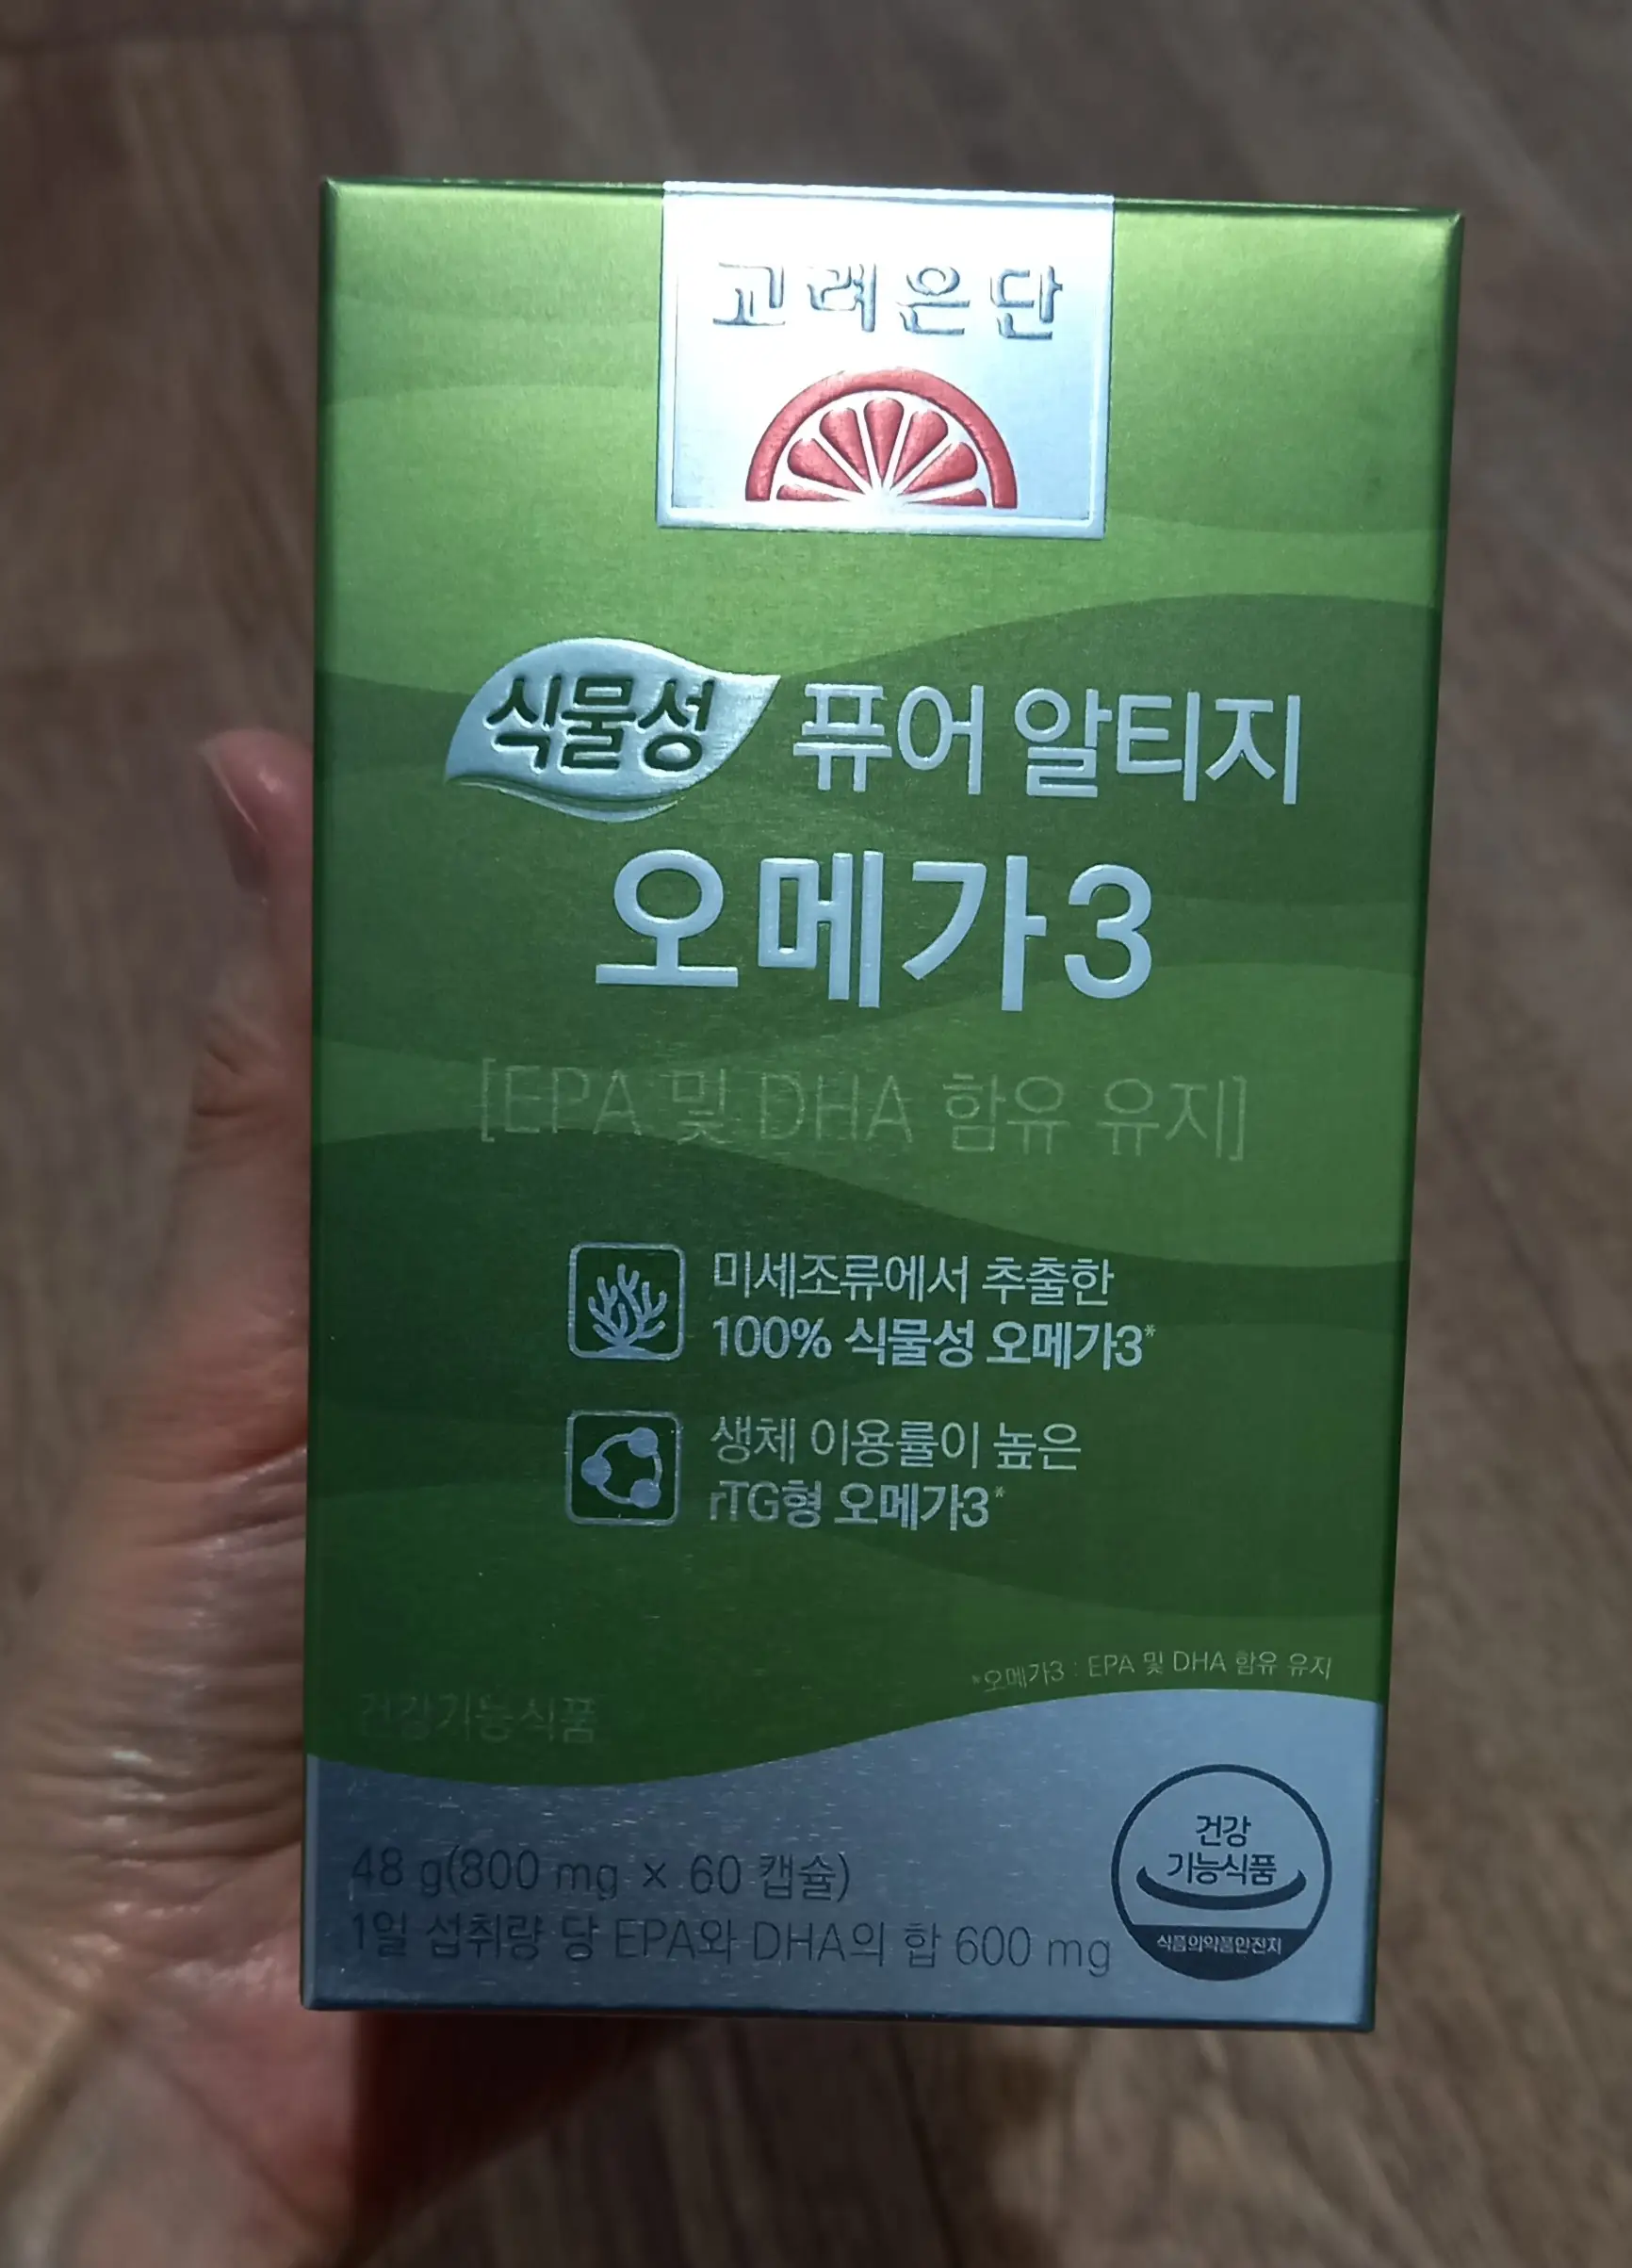 고려은단
식물성 퓨어 알티지
오메가3
[EPA 및 DHA 함유 유지]
미세조류에서 추출한
100% 식물성 오메가3*
생체 이용률이 높은
rTG형 오메가3*
*오메가3 : EPA 및 DHA 함유 유지
건강기능식품
48 g(800 mg × 60 캡슐)
1일 섭취량 당 EPA와 DHA의 합 600 mg
건강
기능식품
식품의약품안전처